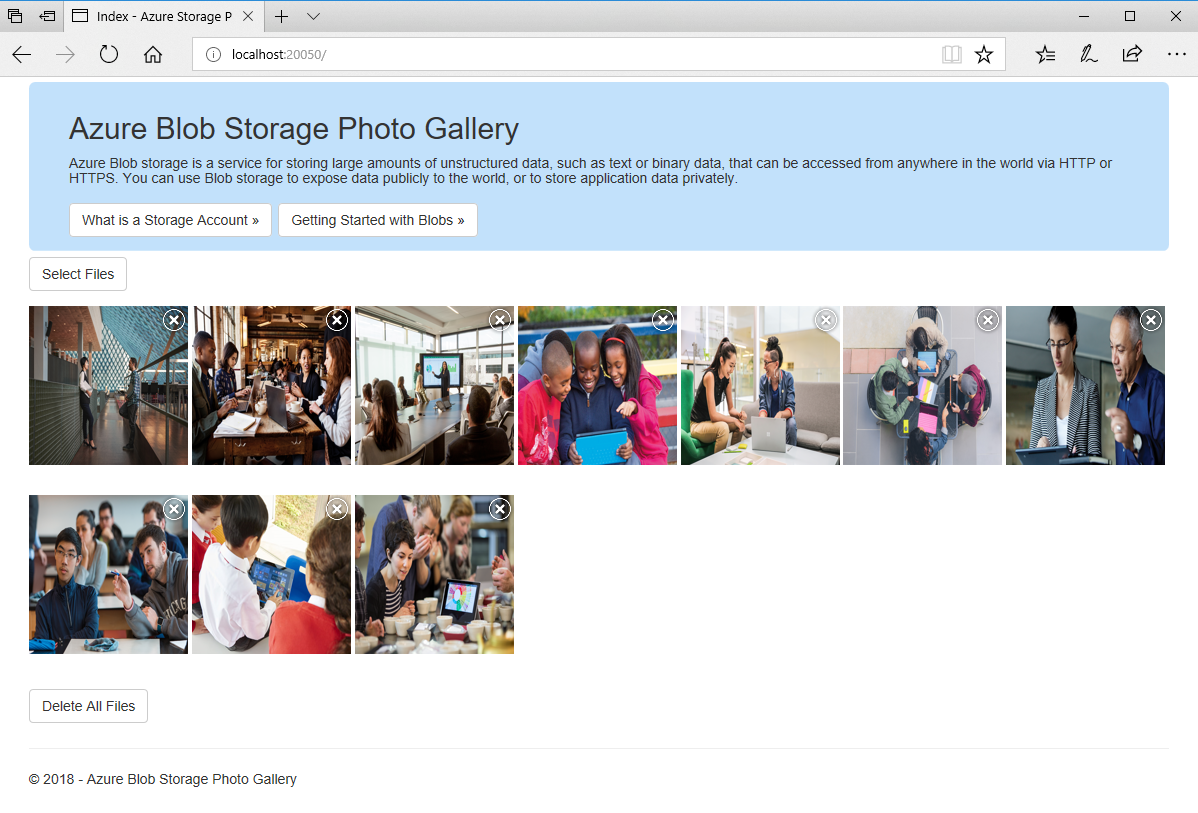 Index - Azure Storage P
localhost:20050/
Azure Blob Storage Photo Gallery
Azure Blob storage is a service for storing large amounts of unstructured data, such as text or binary data, that can be accessed from anywhere in the world via HTTP or
HTTPS. You can use Blob storage to expose data publicly to the world, or to store application data privately.
What is a Storage Account »
Getting Started with Blobs »
Select Files
Delete All Files
© 2018 - Azure Blob Storage Photo Gallery